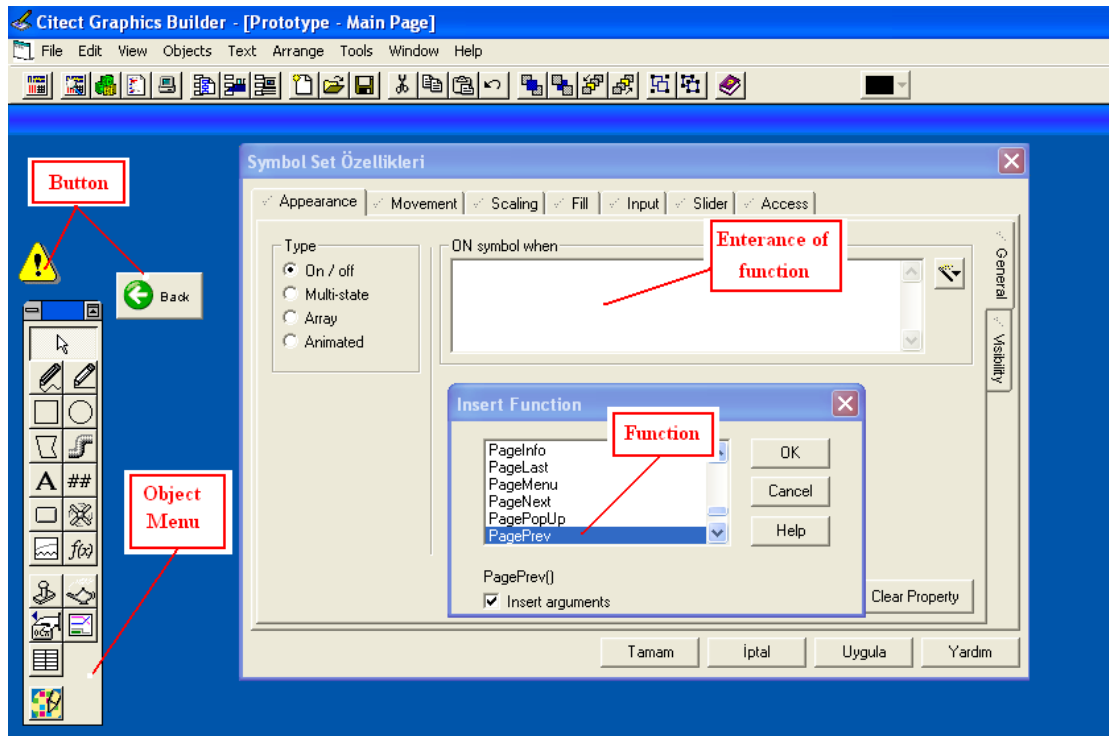 Citect Graphics Builder - [Prototype - Main Page]
File Edit View Objects Text Arrange Tools Window Help
Button
Back
Object
Menu
A ##
f(x)
Symbol Set Özellikleri
Appearance Movement Scaling Fill Input Slider Access
Type
On / off
Multi-state
Array
Animated
ON symbol when
Enterance of
function
General
Visibility
Insert Function
Function
PageInfo
PageLast
PageMenu
PageNext
PagePopUp
PagePrev
OK
Cancel
Help
PagePrev()
Insert arguments
Clear Property
Tamam İptal Uygula Yardım